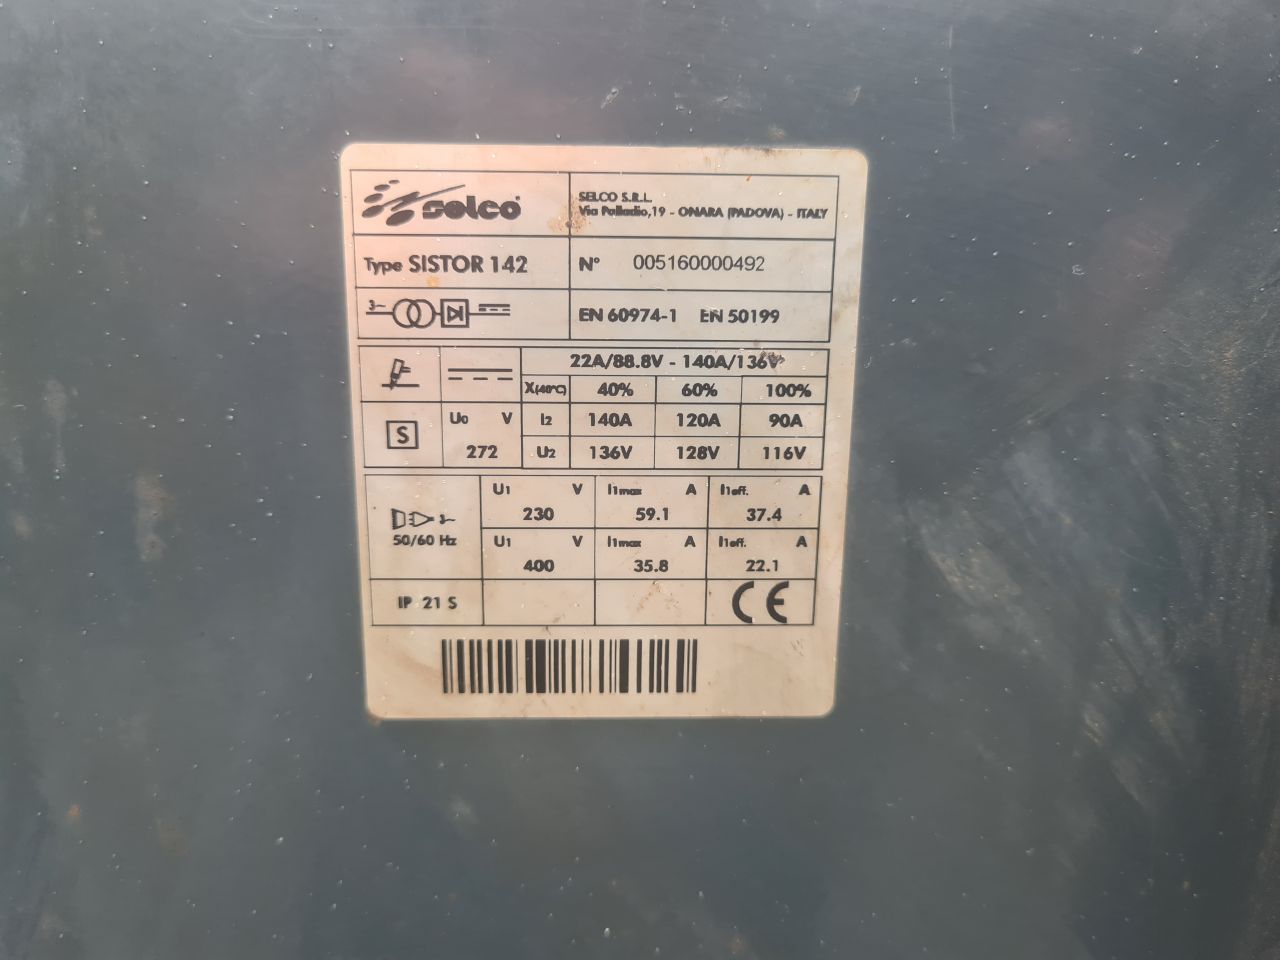 selco
SELCO S.R.L.
Via Palladio,19 - ONARA (PADOVA) - ITALY
Type SISTOR 142
N° 005160000492
3~
EN 60974-1 EN 50199
22A/88.8V - 140A/136V
X(40°C) 40% 60% 100%
S
U0 V I2 140A 120A 90A
272 U2 136V 128V 116V
U1 V I1max A I1eff. A
230 59.1 37.4
3~
50/60 Hz
U1 V I1max A I1eff. A
400 35.8 22.1
IP 21 S CE